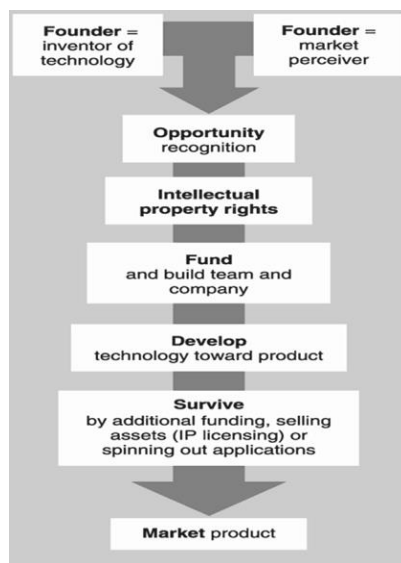 Founder =
inventor of
technology
Founder =
market
perceiver
Opportunity
recognition
Intellectual
property rights
Fund
and build team and
company
Develop
technology toward product
Survive
by additional funding, selling
assets (IP licensing) or
spinning out applications
Market product